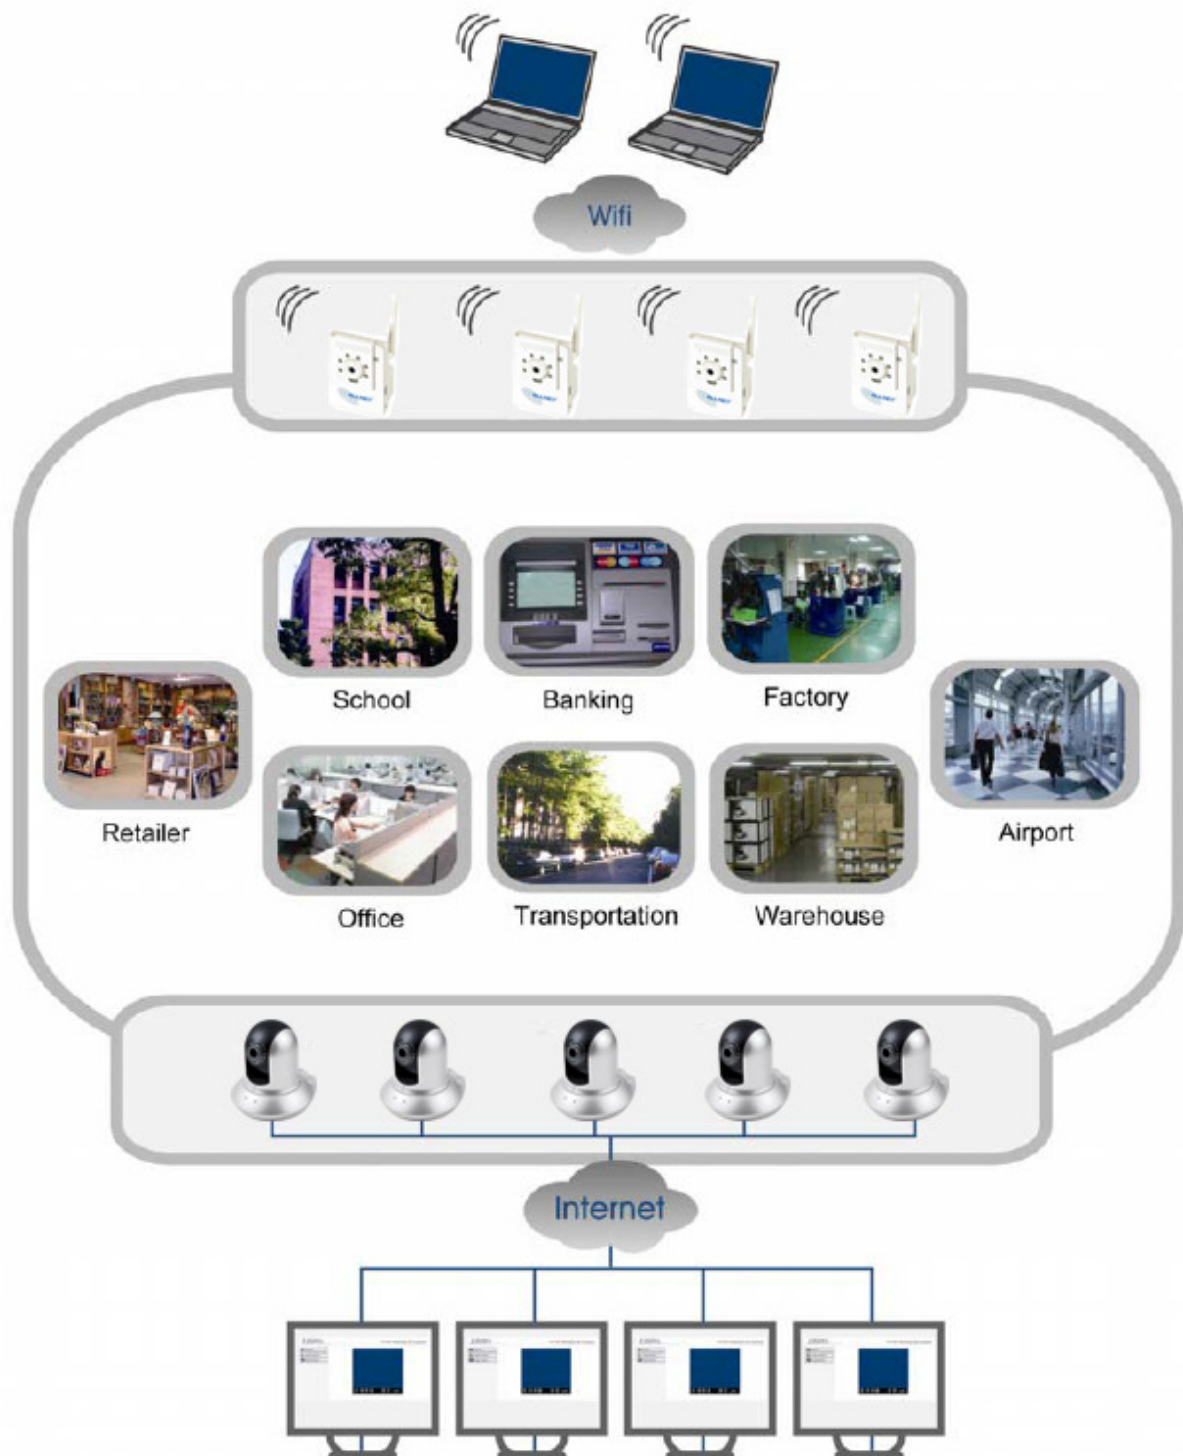 Wifi
School
Banking
Factory
Retailer
Airport
Office
Transportation
Warehouse
Internet